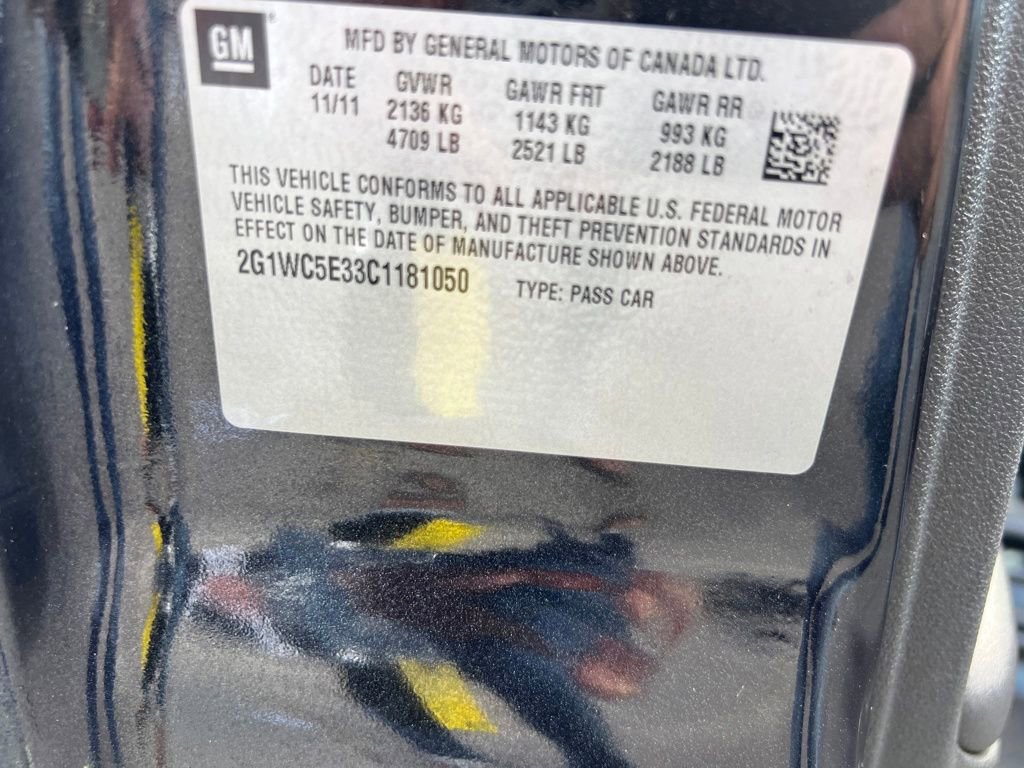 GM
MFD BY GENERAL MOTORS OF CANADA LTD.
DATE GVWR GAWR FRT GAWR RR
11/11 2136 KG 1143 KG 993 KG
4709 LB 2521 LB 2188 LB
THIS VEHICLE CONFORMS TO ALL APPLICABLE U.S. FEDERAL MOTOR
VEHICLE SAFETY, BUMPER, AND THEFT PREVENTION STANDARDS IN
EFFECT ON THE DATE OF MANUFACTURE SHOWN ABOVE.
2G1WC5E33C1181050 TYPE: PASS CAR